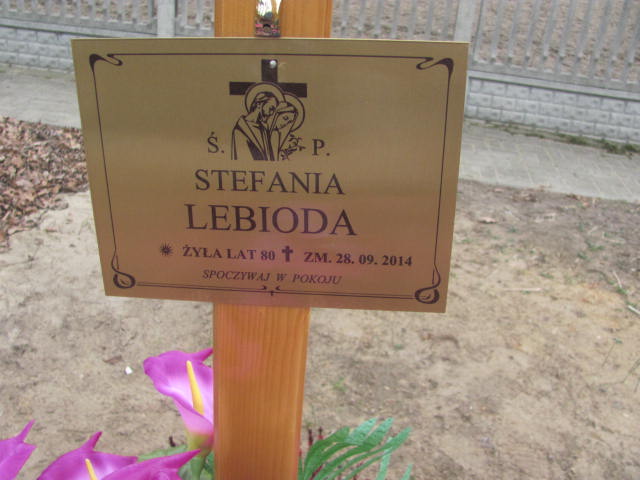 Ś. P.
STEFANIA
LEBIODA
ŻYŁA LAT 80 ZM. 28. 09. 2014
SPOCZYWAJ W POKOJU